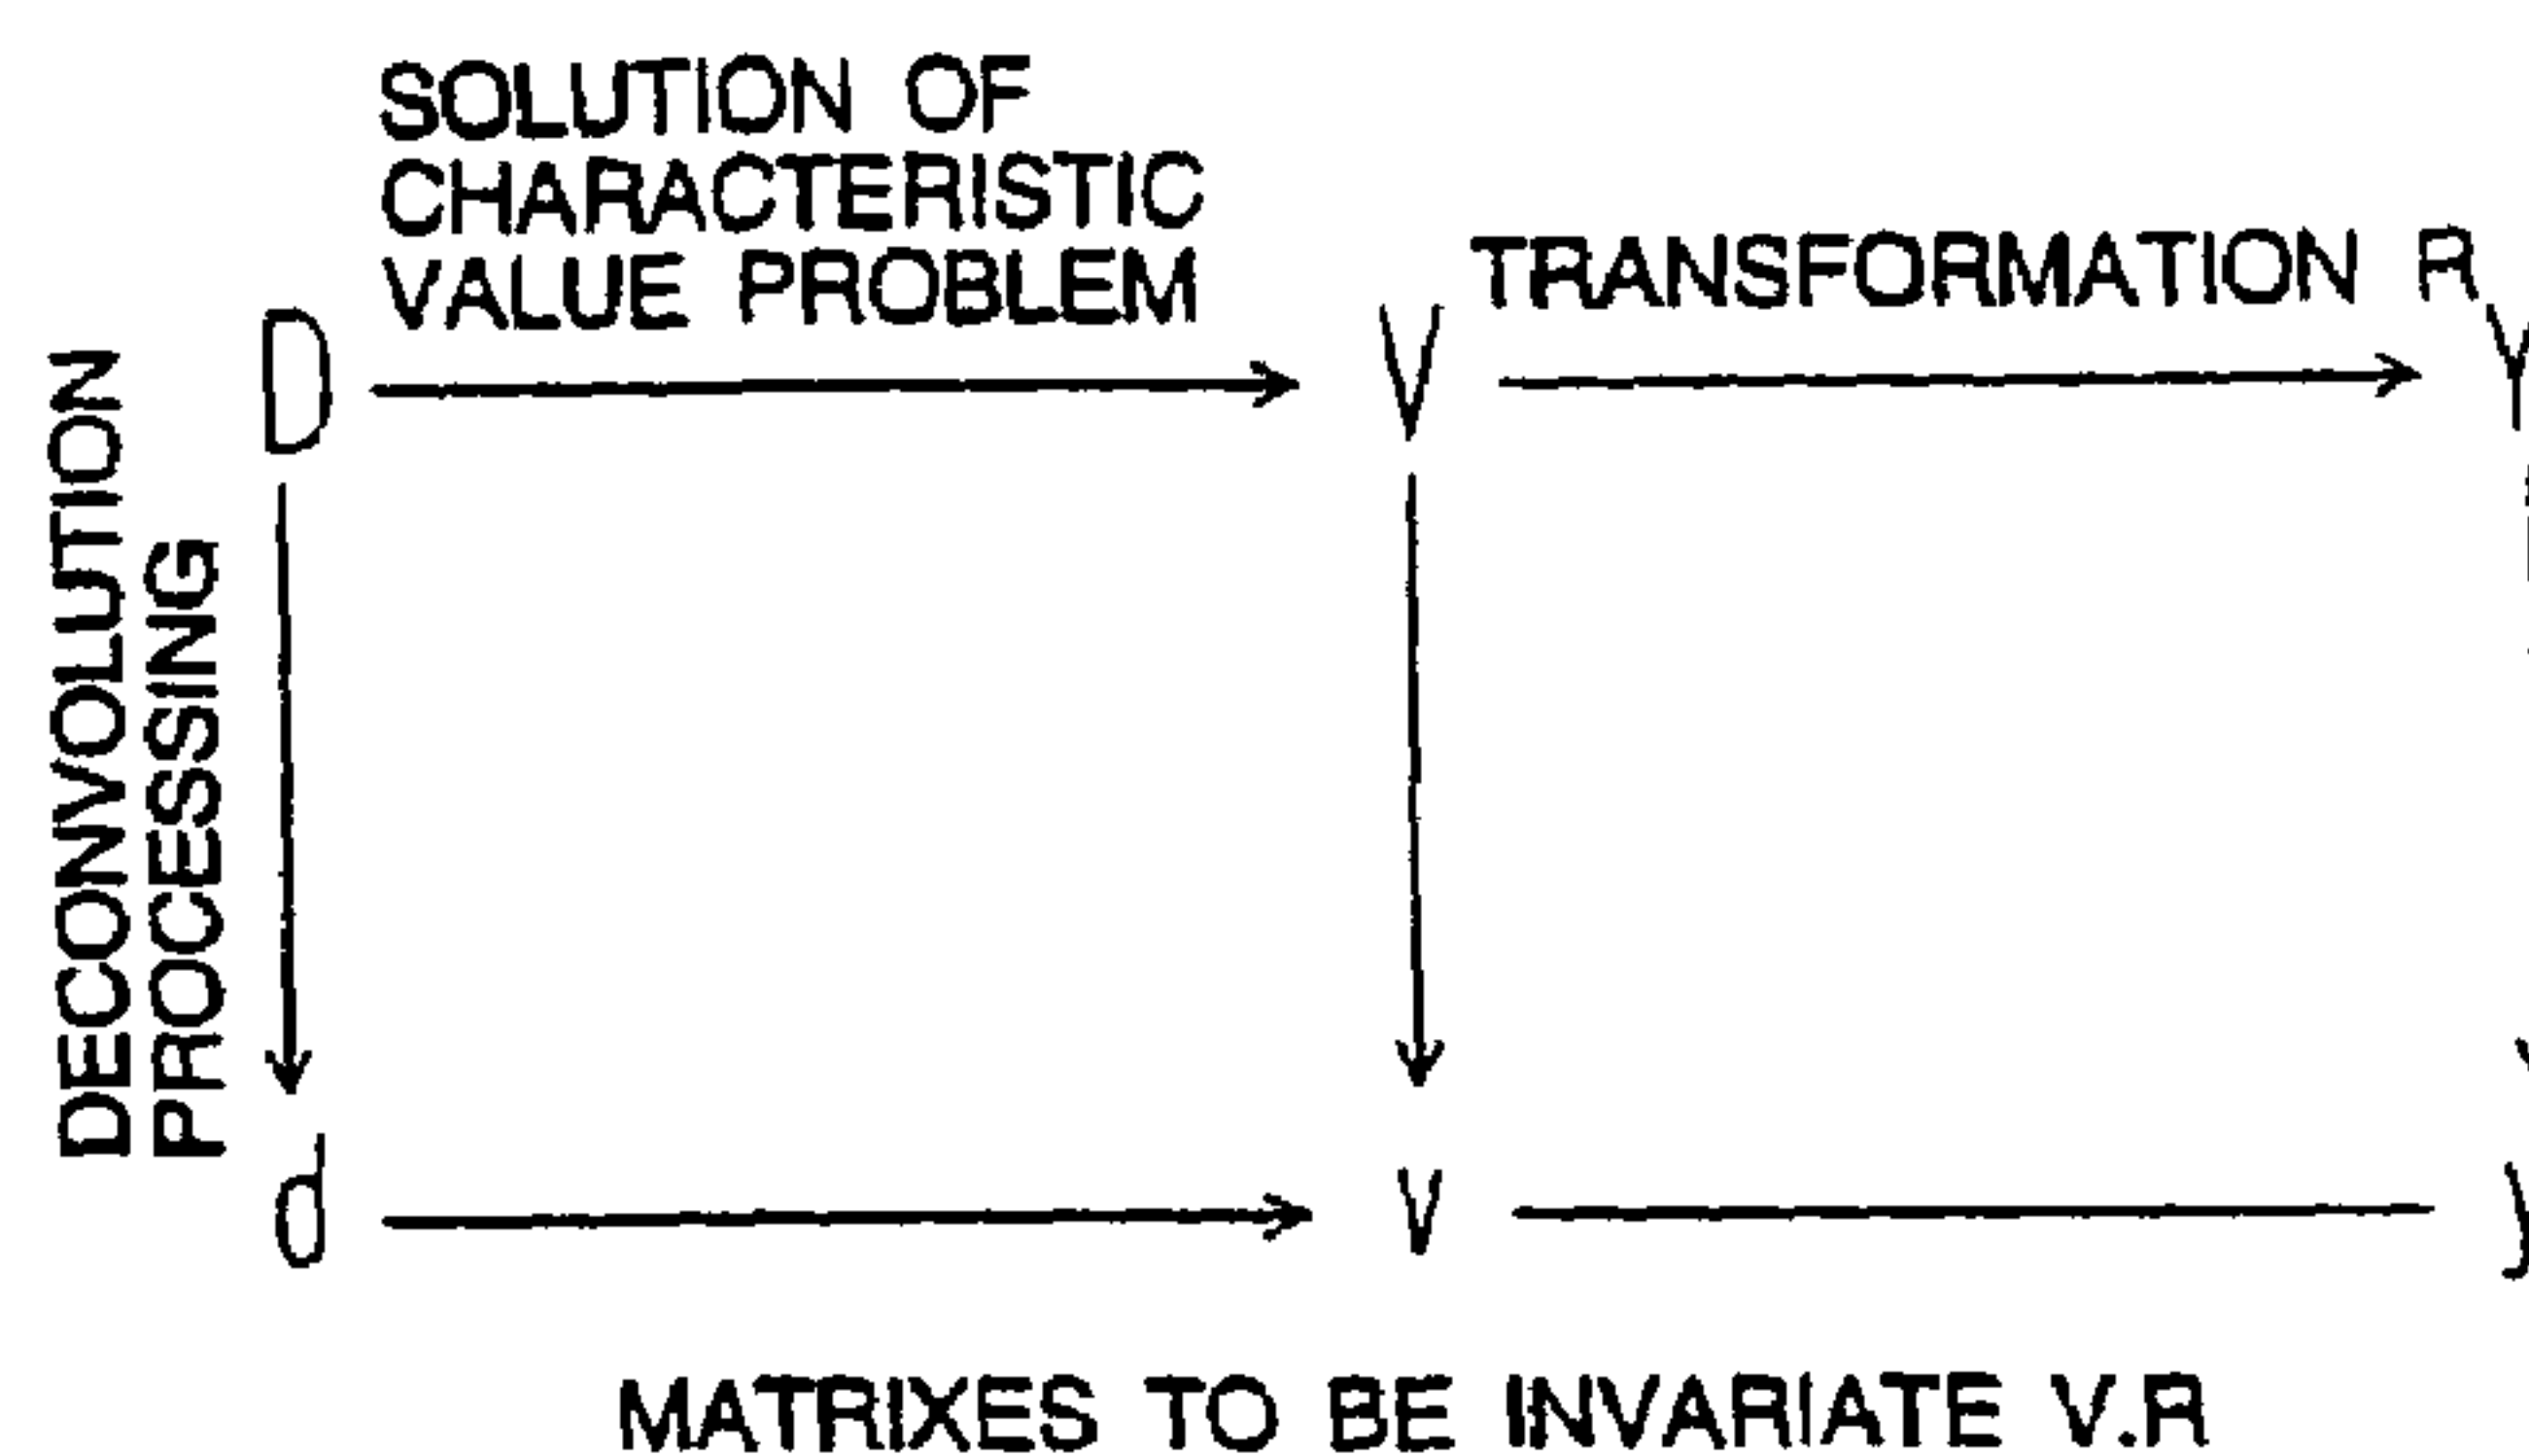 SOLUTION OF
CHARACTERISTIC
VALUE PROBLEM
TRANSFORMATION R
D
V
Y
DECONVOLUTION
PROCESSING
d
v
y
MATRIXES TO BE INVARIATE V.R